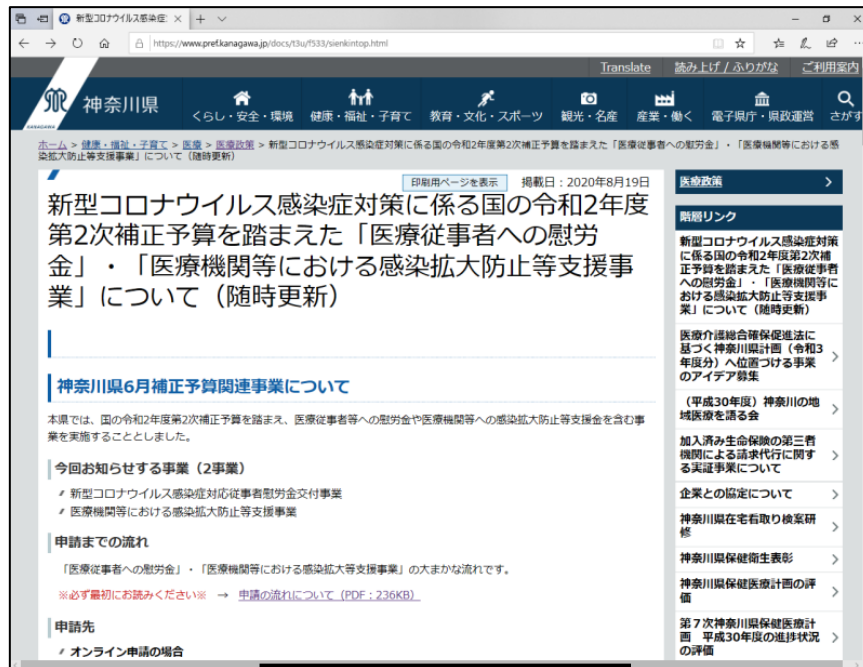 新型コロナウイルス感染症
https://www.pref.kanagawa.jp/docs/t3u/f533/sienkintop.html
Translate 読み上げ / ふりがな ご利用案内
KANAGAWA
神奈川県
くらし・安全・環境 健康・福祉・子育て 教育・文化・スポーツ 観光・名産 産業・働く 電子県庁・県政運営 さがす
ホーム > 健康・福祉・子育て > 医療 > 医療政策 > 新型コロナウイルス感染症対策に係る国の令和2年度第2次補正予算を踏まえた「医療従事者への慰労金」・「医療機関等における感
染拡大防止等支援事業」について（随時更新）
印刷用ページを表示 掲載日：2020年8月19日
新型コロナウイルス感染症対策に係る国の令和2年度
第2次補正予算を踏まえた「医療従事者への慰労
金」・「医療機関等における感染拡大防止等支援事
業」について（随時更新）
神奈川県6月補正予算関連事業について
本県では、国の令和2年度第2次補正予算を踏まえ、医療従事者等への慰労金や医療機関等への感染拡大防止等支援金を含む事
業を実施することとしました。
今回お知らせする事業（2事業）
新型コロナウイルス感染症対応従事者慰労金交付事業
医療機関等における感染拡大防止等支援事業
申請までの流れ
「医療従事者への慰労金」・「医療機関等における感染拡大等支援事業」の大まかな流れです。
※必ず最初にお読みください※ → 申請の流れについて（PDF：236KB）
申請先
オンライン申請の場合
医療政策
階層リンク
新型コロナウイルス感染症対策
に係る国の令和2年度第2次補
正予算を踏まえた「医療従事者
への慰労金」・「医療機関等に
おける感染拡大防止等支援事
業」について（随時更新）
医療介護総合確保促進法に
基づく神奈川県計画（令和3
年度分）へ位置づける事業
のアイデア募集
（平成30年度）神奈川の地
域医療を語る会
加入済み生命保険の第三者
機関による請求代行に関す
る実証事業について
企業との協定について
神奈川県在宅看取り検案研
修
神奈川県保健衛生表彰
神奈川県保健医療計画の評
価
第７次神奈川県保健医療計
画 平成30年度の進捗状況
の評価